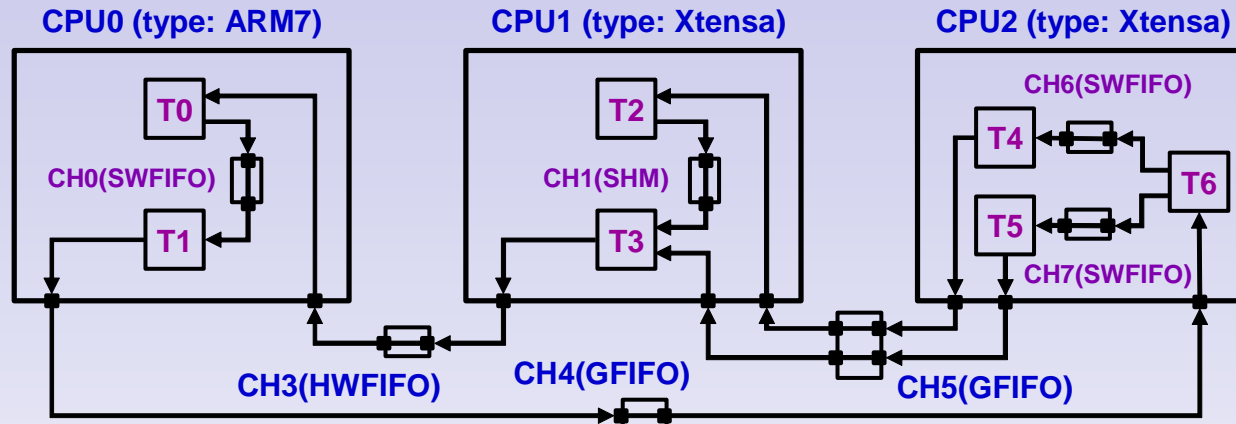 CPU0 (type: ARM7)
CPU1 (type: Xtensa)
CPU2 (type: Xtensa)
T0
CH0(SWFIFO)
T1
T2
CH1(SHM)
T3
CH6(SWFIFO)
T4
T6
T5
CH7(SWFIFO)
CH3(HWFIFO)
CH4(GFIFO)
CH5(GFIFO)